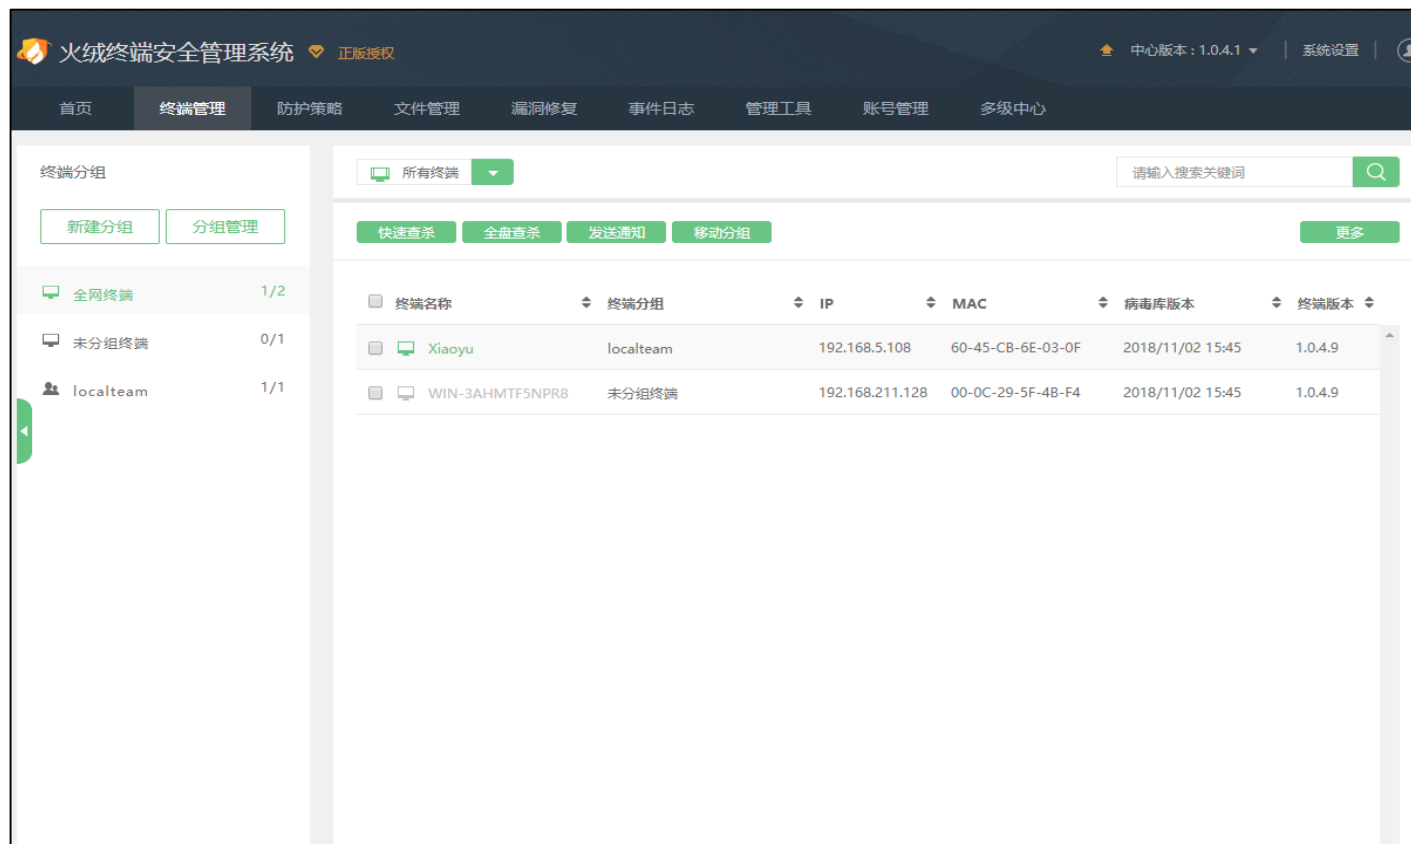 火绒终端安全管理系统 正版授权 中心版本：1.0.4.1 系统设置
首页 终端管理 防护策略 文件管理 漏洞修复 事件日志 管理工具 账号管理 多级中心
终端分组
所有终端 请输入搜索关键词
新建分组 分组管理
快速查杀 全盘查杀 发送通知 移动分组 更多
全网终端 1/2
未分组终端 0/1
localteam 1/1
终端名称 终端分组 IP MAC 病毒库版本 终端版本
Xiaoyu localteam 192.168.5.108 60-45-CB-6E-03-0F 2018/11/02 15:45 1.0.4.9
WIN-3AHMTF5NPR8 未分组终端 192.168.211.128 00-0C-29-5F-4B-F4 2018/11/02 15:45 1.0.4.9